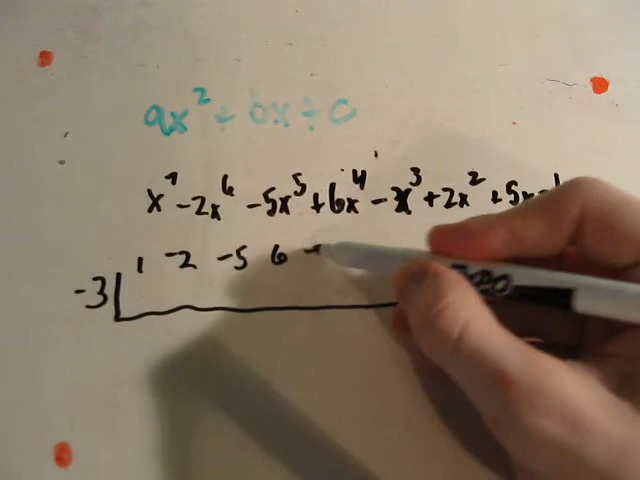 ax² + bx + c
x⁷ - 2x⁶ - 5x⁵ + 6x⁴ - x³ + 2x² + 5x -
-3 1 -2 -5 6 -